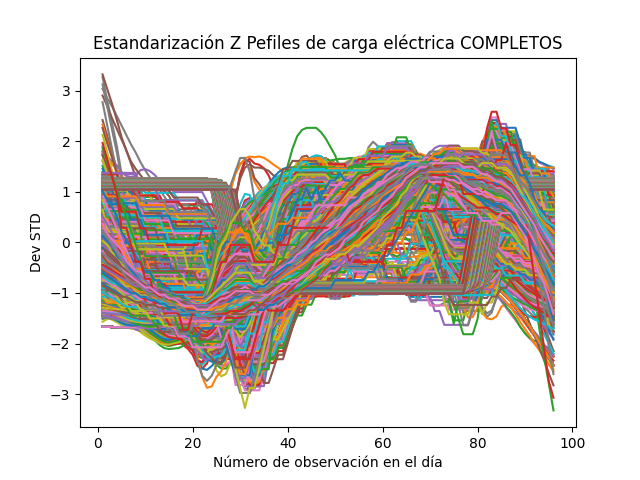 Estandarización Z Pefiles de carga eléctrica COMPLETOS
Dev STD
3
2
1
0
−1
−2
−3
0 20 40 60 80 100
Número de observación en el día